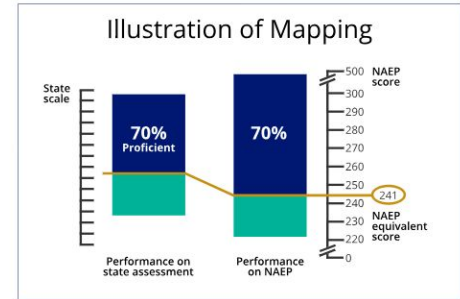 Illustration of Mapping
State
scale
70%
Proficient
70%
500
300
290
280
270
260
250
240
230
220
0
NAEP
score
241
NAEP
equivalent
score
Performance on
state assessment
Performance
on NAEP